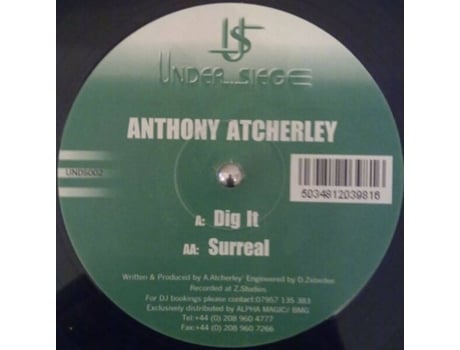 US
UNDER...SIEGE
ANTHONY ATCHERLEY
UNDS002
5034812039816
A: Dig It
AA: Surreal
Written & Produced by A.Atcherley Engineered by D.Zebedee
Recorded at Z.Studios
For DJ bookings please contact:07957 135 383
Exclusively distributed by ALPHA MAGIC// BMG
Tel:+44 (0) 208 960 4777
Fax:+44 (0) 208 960 7266